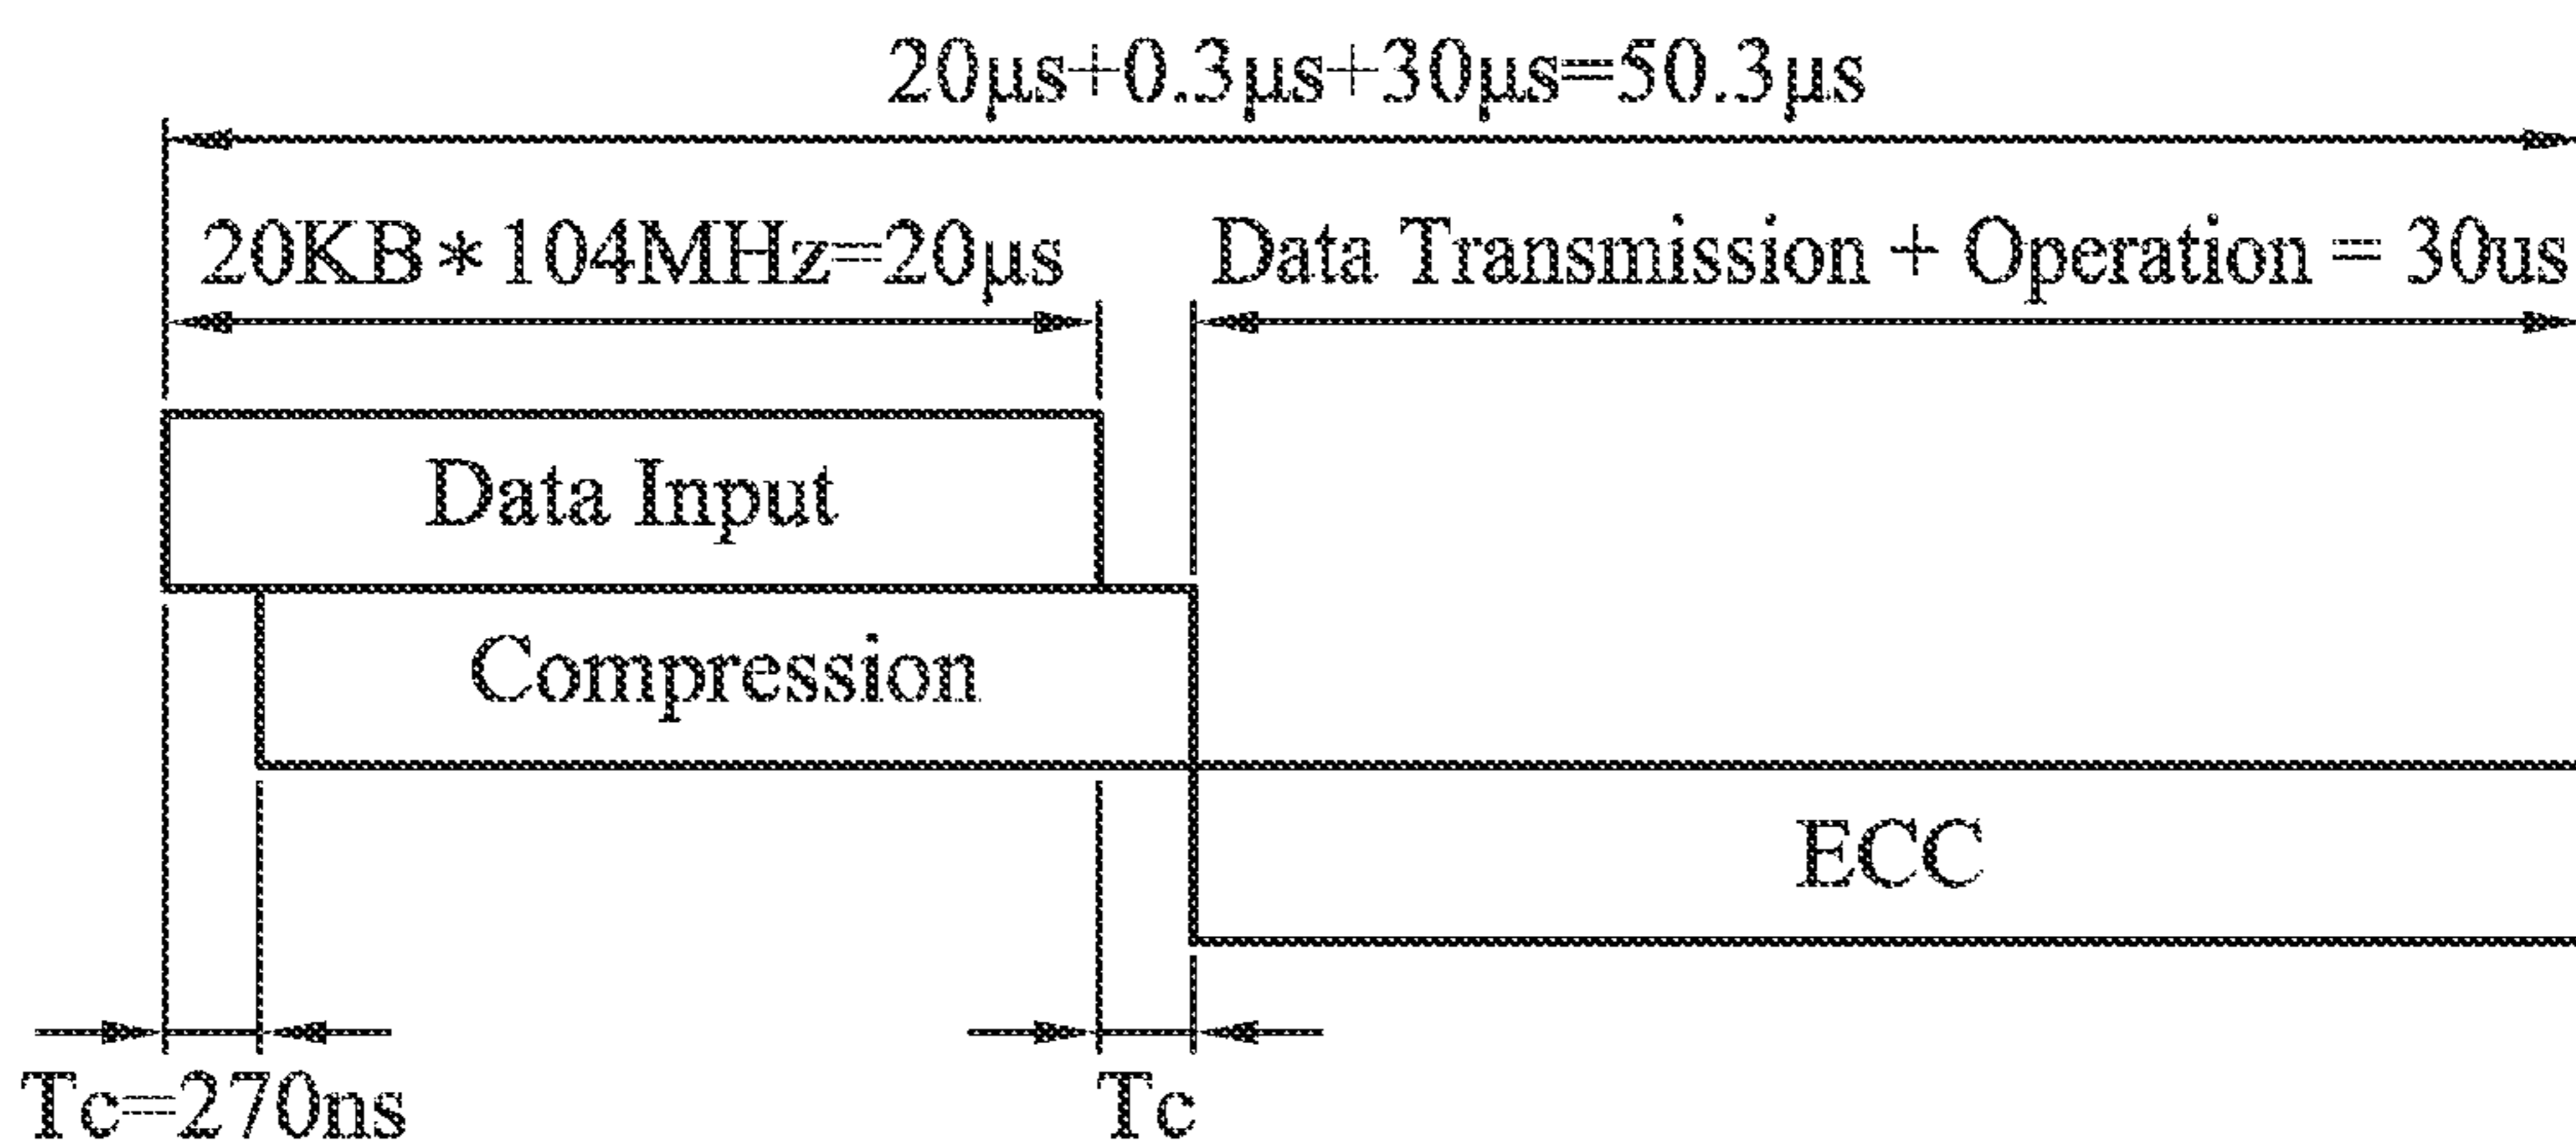 20μs+0.3μs+30μs=50.3μs
20KB*104MHz=20μs
Data Transmission + Operation = 30us
Data Input
Compression
ECC
Tc=270ns
Tc